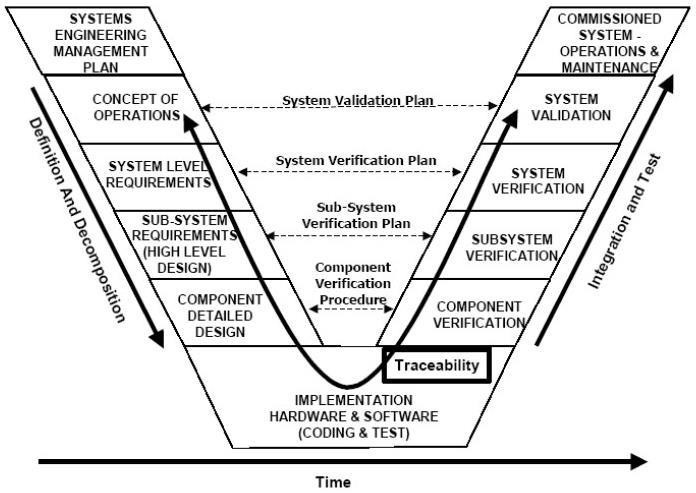 SYSTEMS
ENGINEERING
MANAGEMENT
PLAN
COMMISSIONED
SYSTEM -
OPERATIONS &
MAINTENANCE
CONCEPT OF
OPERATIONS
System Validation Plan
SYSTEM
VALIDATION
SYSTEM LEVEL
REQUIREMENTS
System Verification Plan
SYSTEM
VERIFICATION
SUB-SYSTEM
REQUIREMENTS
(HIGH LEVEL
DESIGN)
Sub-System
Verification Plan
SUBSYSTEM
VERIFICATION
COMPONENT
DETAILED
DESIGN
Component
Verification
Procedure
COMPONENT
VERIFICATION
Definition And Decomposition
Integration and Test
Traceability
IMPLEMENTATION
HARDWARE & SOFTWARE
(CODING & TEST)
Time